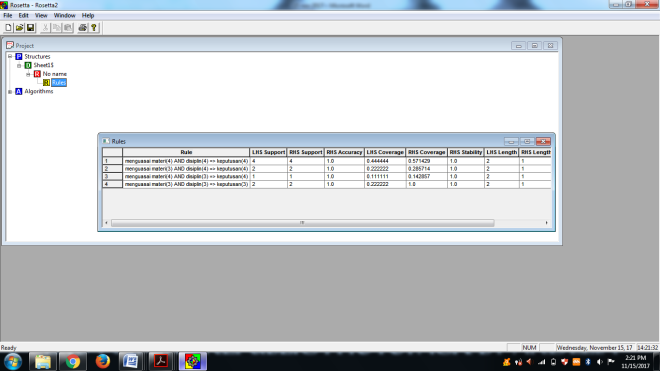 Rosetta - Rosetta2
File Edit View Window Help
Project
Structures
Sheet1$
No name
Rules
Algorithms
Rules
Rule LHS Support RHS Support RHS Accuracy LHS Coverage RHS Coverage RHS Stability LHS Length RHS Length
1 menguasai materi(4) AND disiplin(4) => keputusan(4) 4 4 1.0 0.444444 0.571429 1.0 2 1
2 menguasai materi(3) AND disiplin(4) => keputusan(4) 2 2 1.0 0.222222 0.285714 1.0 2 1
3 menguasai materi(4) AND disiplin(3) => keputusan(4) 1 1 1.0 0.111111 0.142857 1.0 2 1
4 menguasai materi(3) AND disiplin(3) => keputusan(3) 2 2 1.0 0.222222 1.0 1.0 2 1
Ready NUM Wednesday, November 15, 17 14:21:32
2:21 PM
11/15/2017